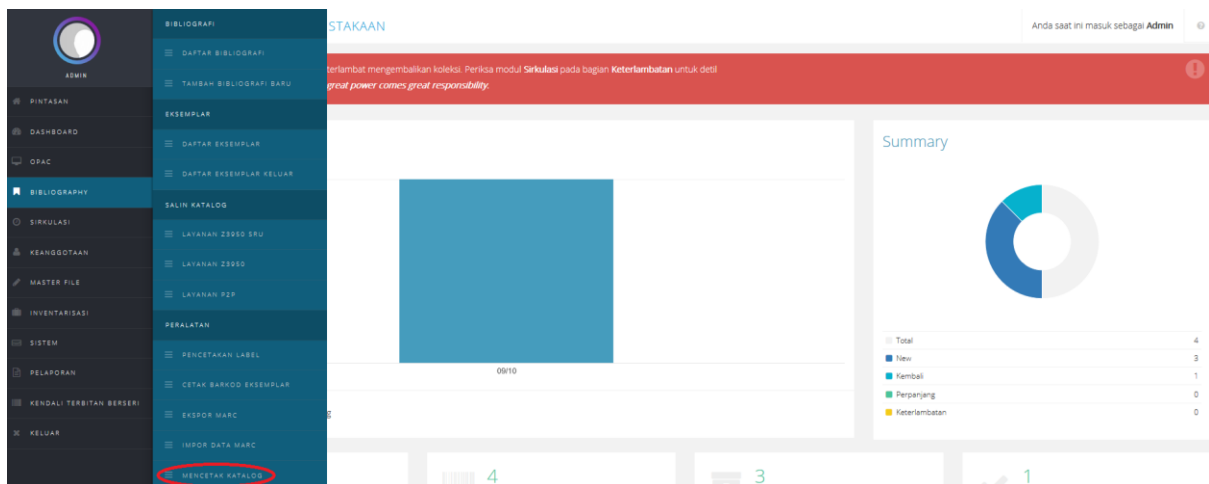 ADMIN
PINTASAN
DASHBOARD
OPAC
BIBLIOGRAPHY
SIRKULASI
KEANGGOTAAN
MASTER FILE
INVENTARISASI
SISTEM
PELAPORAN
KENDALI TERBITAN BERSERI
KELUAR
BIBLIOGRAFI
DAFTAR BIBLIOGRAFI
TAMBAH BIBLIOGRAFI BARU
EKSEMPLAR
DAFTAR EKSEMPLAR
DAFTAR EKSEMPLAR KELUAR
SALIN KATALOG
LAYANAN Z3950 SRU
LAYANAN Z3950
LAYANAN P2P
PERALATAN
PENCETAKAN LABEL
CETAK BARKOD EKSEMPLAR
EKSPOR MARC
IMPOR DATA MARC
MENCETAK KATALOG
STAKAAN
Anda saat ini masuk sebagai Admin
terlambat mengembalikan koleksi. Periksa modul Sirkulasi pada bagian Keterlambatan untuk detil
great power comes great responsibility.
09/10
g
Summary
Total 4
New 3
Kembali 1
Perpanjang 0
Keterlambatan 0
4
3
1